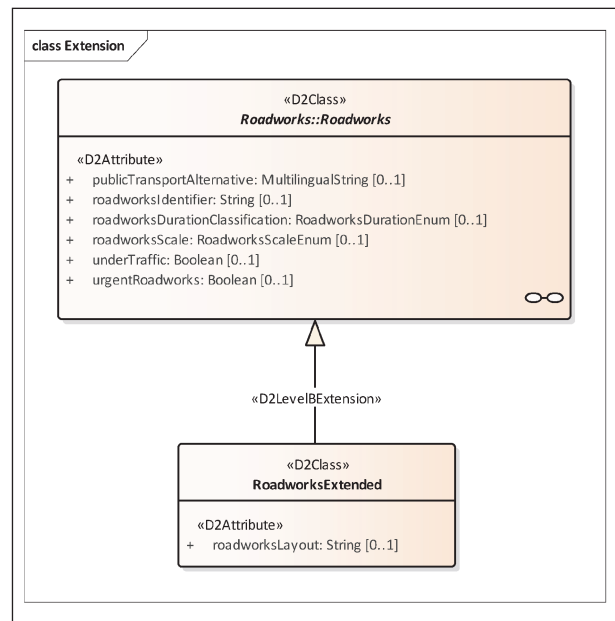 class Extension
«D2Class»
Roadworks::Roadworks
«D2Attribute»
+ publicTransportAlternative: MultilingualString [0..1]
+ roadworksIdentifier: String [0..1]
+ roadworksDurationClassification: RoadworksDurationEnum [0..1]
+ roadworksScale: RoadworksScaleEnum [0..1]
+ underTraffic: Boolean [0..1]
+ urgentRoadworks: Boolean [0..1]
«D2LevelBExtension»
«D2Class»
RoadworksExtended
«D2Attribute»
+ roadworksLayout: String [0..1]